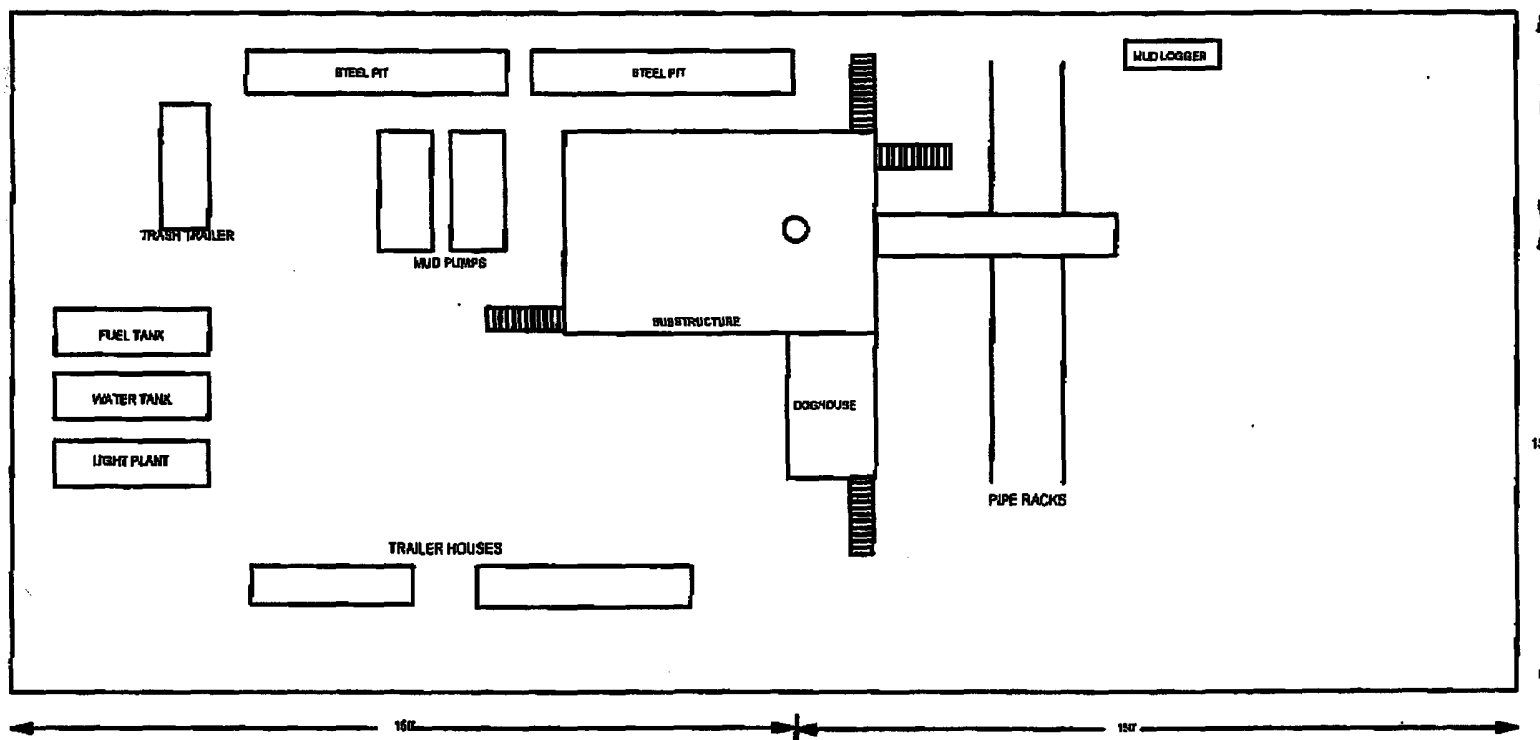 STEEL PIT
STEEL PIT
MUD LOGGER
TRASH TRAILER
MUD PUMPS
SUBSTRUCTURE
FUEL TANK
WATER TANK
DOGHOUSE
LIGHT PLANT
PIPE RACKS
TRAILER HOUSES